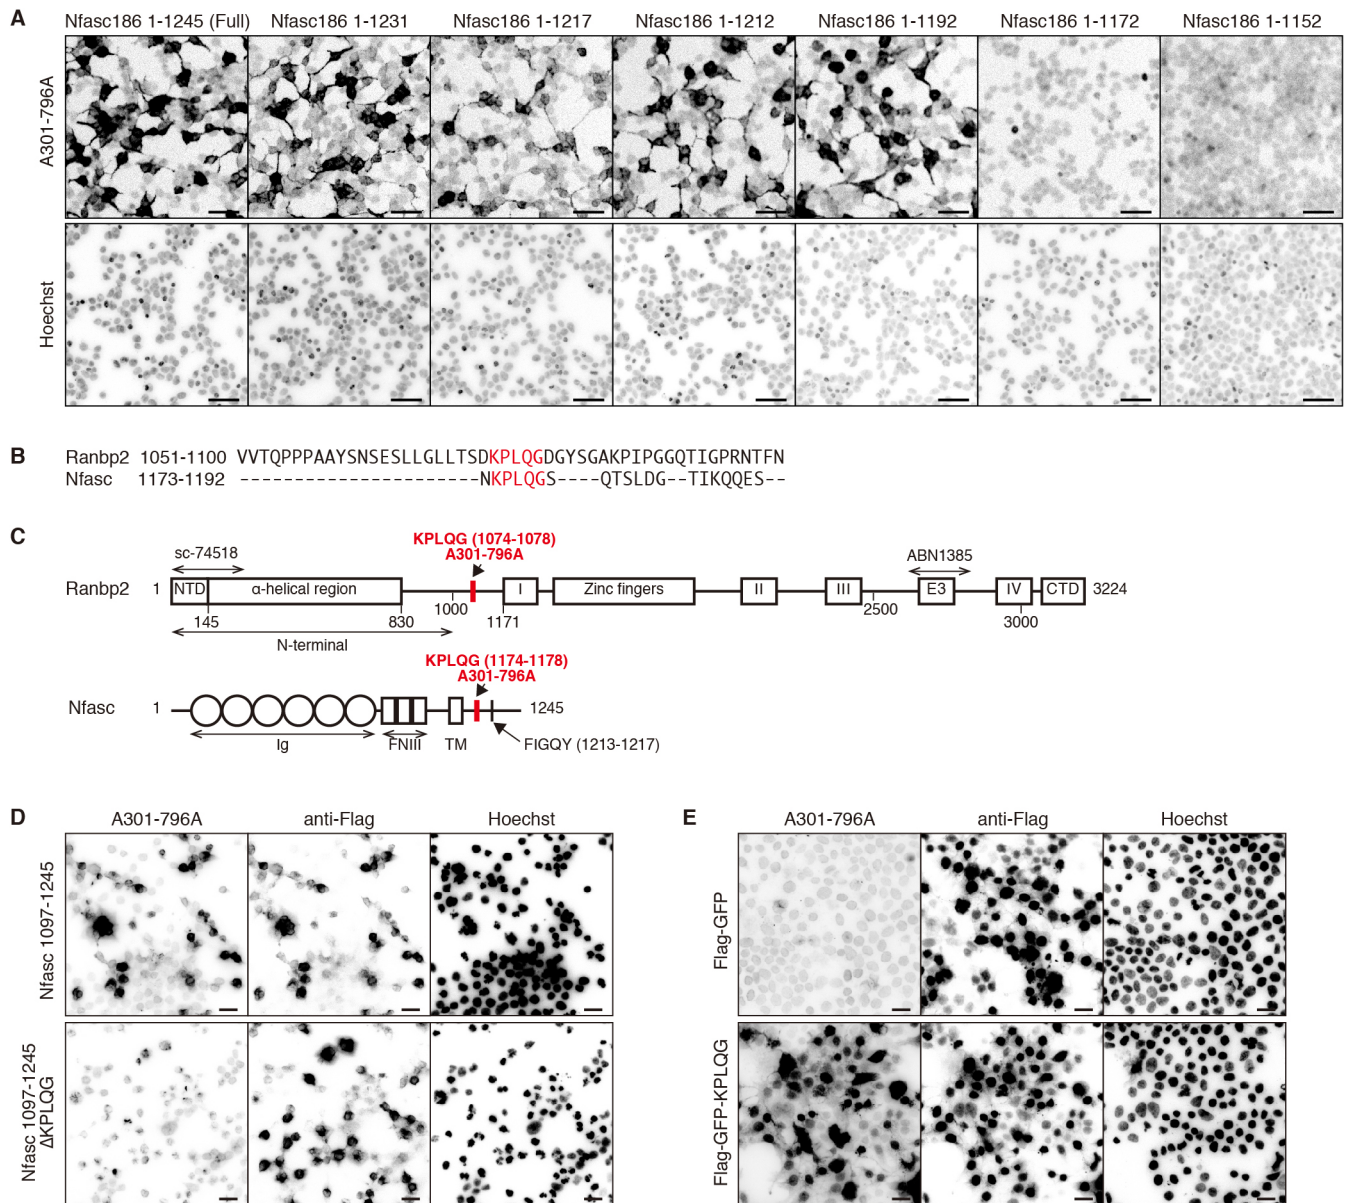 A
Nfasc186 1-1245 (Full) Nfasc186 1-1231 Nfasc186 1-1217 Nfasc186 1-1212 Nfasc186 1-1192 Nfasc186 1-1172 Nfasc186 1-1152
A301-796A
Hoechst
B
Ranbp2 1051-1100 VVTQPPPAAYSNSESLLGLLTSDKPLQGDGYSGAKPIPGGQTIGPRNTFN
Nfasc 1173-1192 ----------------------NKPLQGS----QTSLDG--TIKQQES--
C
KPLQG (1074-1078)
A301-796A
sc-74518
ABN1385
Ranbp2 1 NTD α-helical region I Zinc fingers II III E3 IV CTD 3224
145 830 1000 1171 2500 3000
N-terminal
KPLQG (1174-1178)
A301-796A
Nfasc 1 1245
Ig FNIII TM FIGQY (1213-1217)
D
A301-796A anti-Flag Hoechst
Nfasc 1097-1245
Nfasc 1097-1245
ΔKPLQG
E
A301-796A anti-Flag Hoechst
Flag-GFP
Flag-GFP-KPLQG